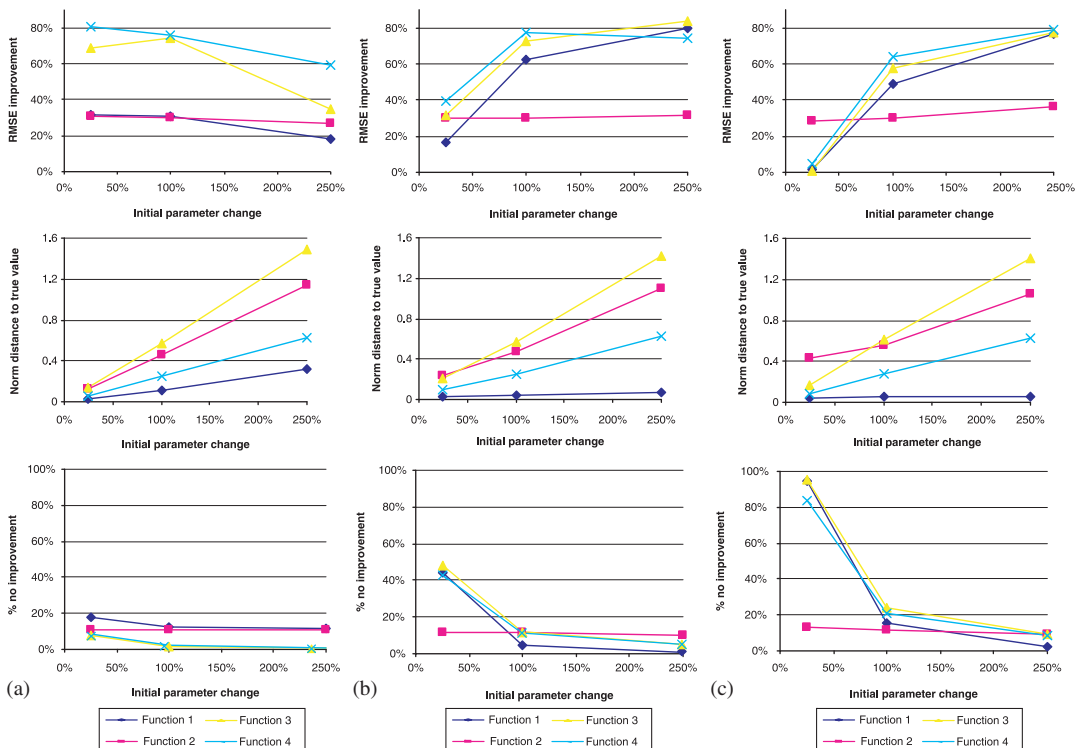 80%
60%
40%
20%
0%
RMSE improvement
0% 50% 100% 150% 200% 250%
Initial parameter change
80%
60%
40%
20%
0%
RMSE improvement
0% 50% 100% 150% 200% 250%
Initial parameter change
80%
60%
40%
20%
0%
RMSE improvement
0% 50% 100% 150% 200% 250%
Initial parameter change
1.6
1.2
0.8
0.4
0
Norm distance to true value
0% 50% 100% 150% 200% 250%
Initial parameter change
1.6
1.2
0.8
0.4
0
Norm distance to true value
0% 50% 100% 150% 200% 250%
Initial parameter change
1.6
1.2
0.8
0.4
0
Norm distance to true value
0% 50% 100% 150% 200% 250%
Initial parameter change
100%
80%
60%
40%
20%
0%
% no improvement
0% 50% 100% 150% 200% 250%
Initial parameter change
100%
80%
60%
40%
20%
0%
% no improvement
0% 50% 100% 150% 200% 250%
Initial parameter change
100%
80%
60%
40%
20%
0%
% no improvement
0% 50% 100% 150% 200% 250%
Initial parameter change
(a)
(b)
(c)
Function 1 Function 3
Function 2 Function 4
Function 1 Function 3
Function 2 Function 4
Function 1 Function 3
Function 2 Function 4